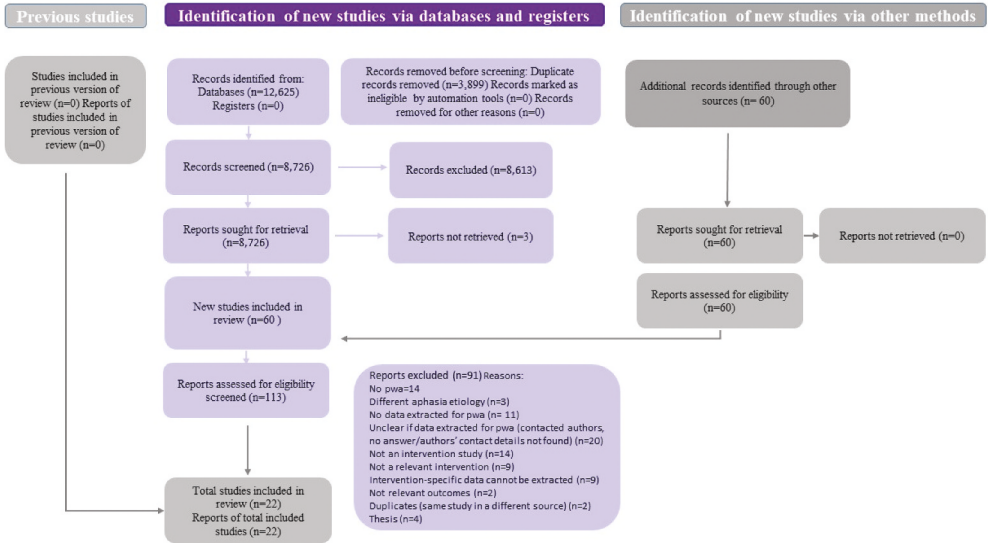 Previous studies
Identification of new studies via databases and registers
Identification of new studies via other methods
Studies included in
previous version of
review (n=0) Reports of
studies included in
previous version of
review (n=0)
Records identified from:
Databases (n=12,625)
Registers (n=0)
Records removed before screening: Duplicate
records removed (n=3,899) Records marked as
ineligible by automation tools (n=0) Records
removed for other reasons (n=0)
Additional records identified through other
sources (n= 60)
Records screened (n=8,726)
Records excluded (n=8,613)
Reports sought for retrieval
(n=8,726)
Reports not retrieved (n=3)
Reports sought for retrieval
(n=60)
Reports not retrieved (n=0)
New studies included in
review (n=60 )
Reports assessed for eligibility
(n=60)
Reports assessed for eligibility
screened (n=113)
Reports excluded (n=91) Reasons:
No pwa=14
Different aphasia etiology (n=3)
No data extracted for pwa (n= 11)
Unclear if data extracted for pwa (contacted authors,
no answer/authors' contact details not found) (n=20)
Not an intervention study (n=14)
Not a relevant intervention (n=9)
Intervention-specific data cannot be extracted (n=9)
Not relevant outcomes (n=2)
Duplicates (same study in a different source) (n=2)
Thesis (n=4)
Total studies included in
review (n=22)
Reports of total included
studies (n=22)